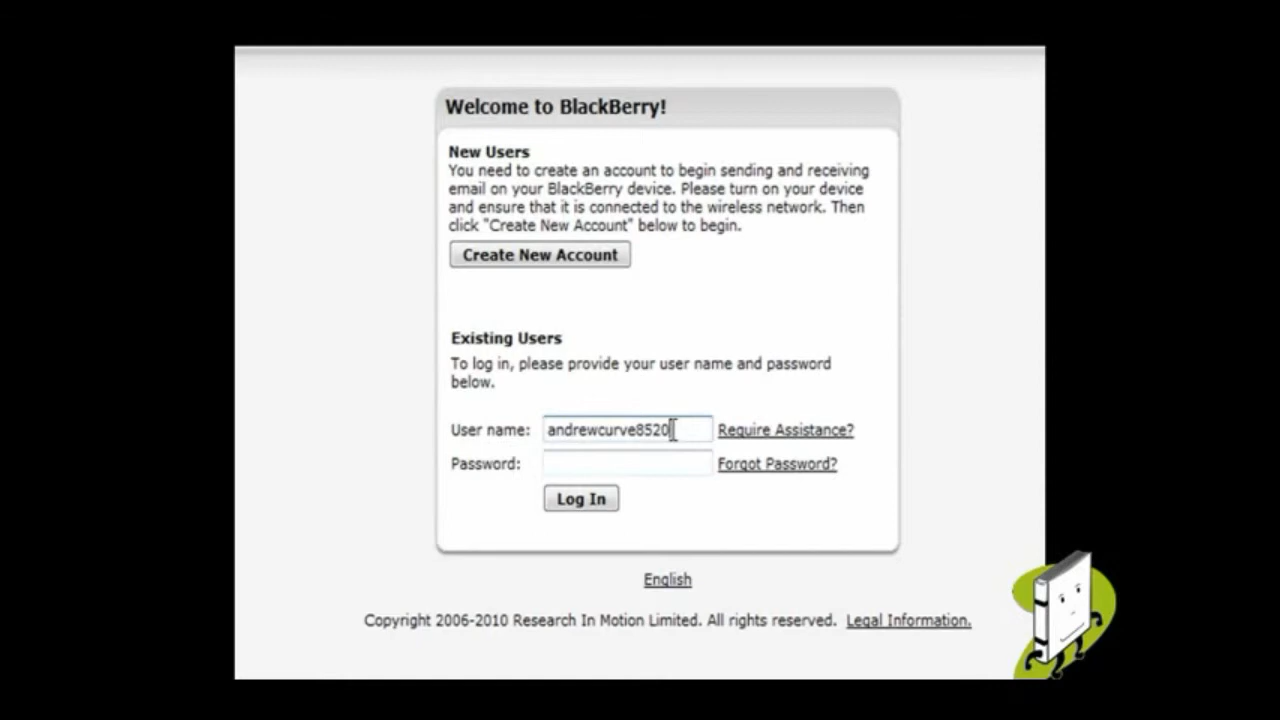 Welcome to BlackBerry!
New Users
You need to create an account to begin sending and receiving
email on your BlackBerry device. Please turn on your device
and ensure that it is connected to the wireless network. Then
click "Create New Account" below to begin.
Create New Account
Existing Users
To log in, please provide your user name and password
below.
User name: andrewcurve8520 Require Assistance?
Password: Forgot Password?
Log In
English
Copyright 2006-2010 Research In Motion Limited. All rights reserved. Legal Information.